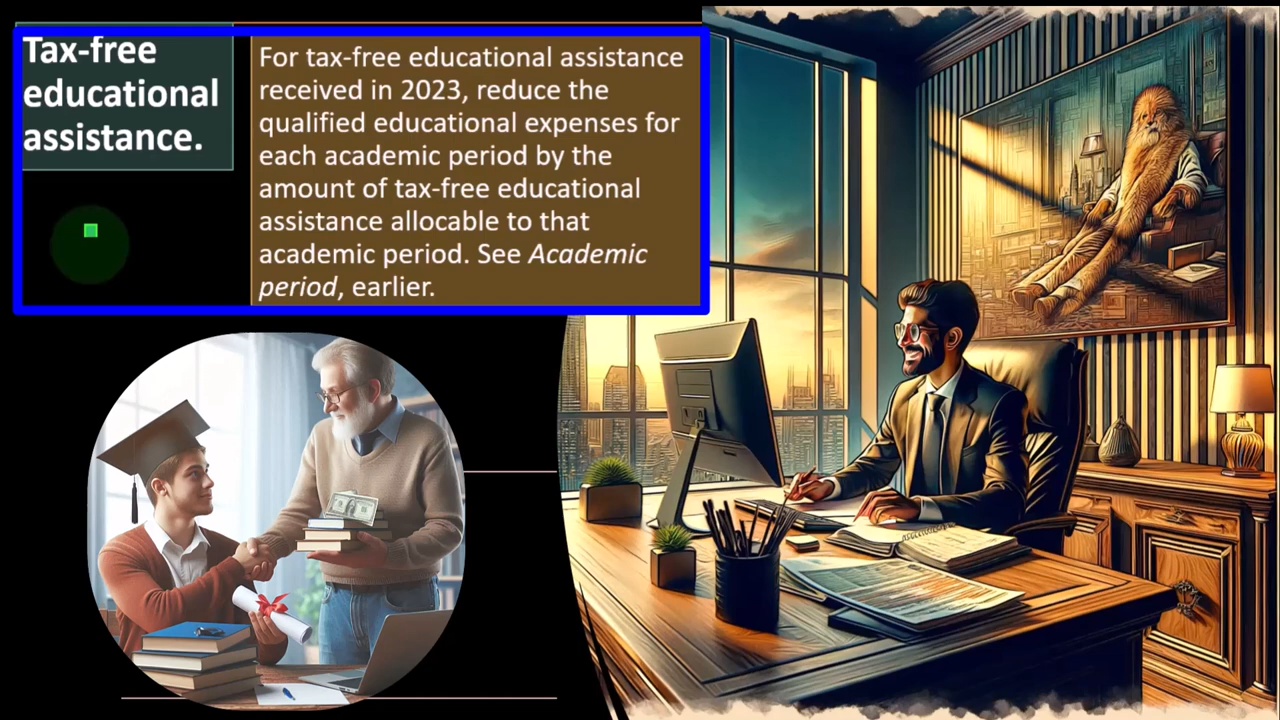 Tax-free
educational
assistance.
For tax-free educational assistance
received in 2023, reduce the
qualified educational expenses for
each academic period by the
amount of tax-free educational
assistance allocable to that
academic period. See Academic
period, earlier.